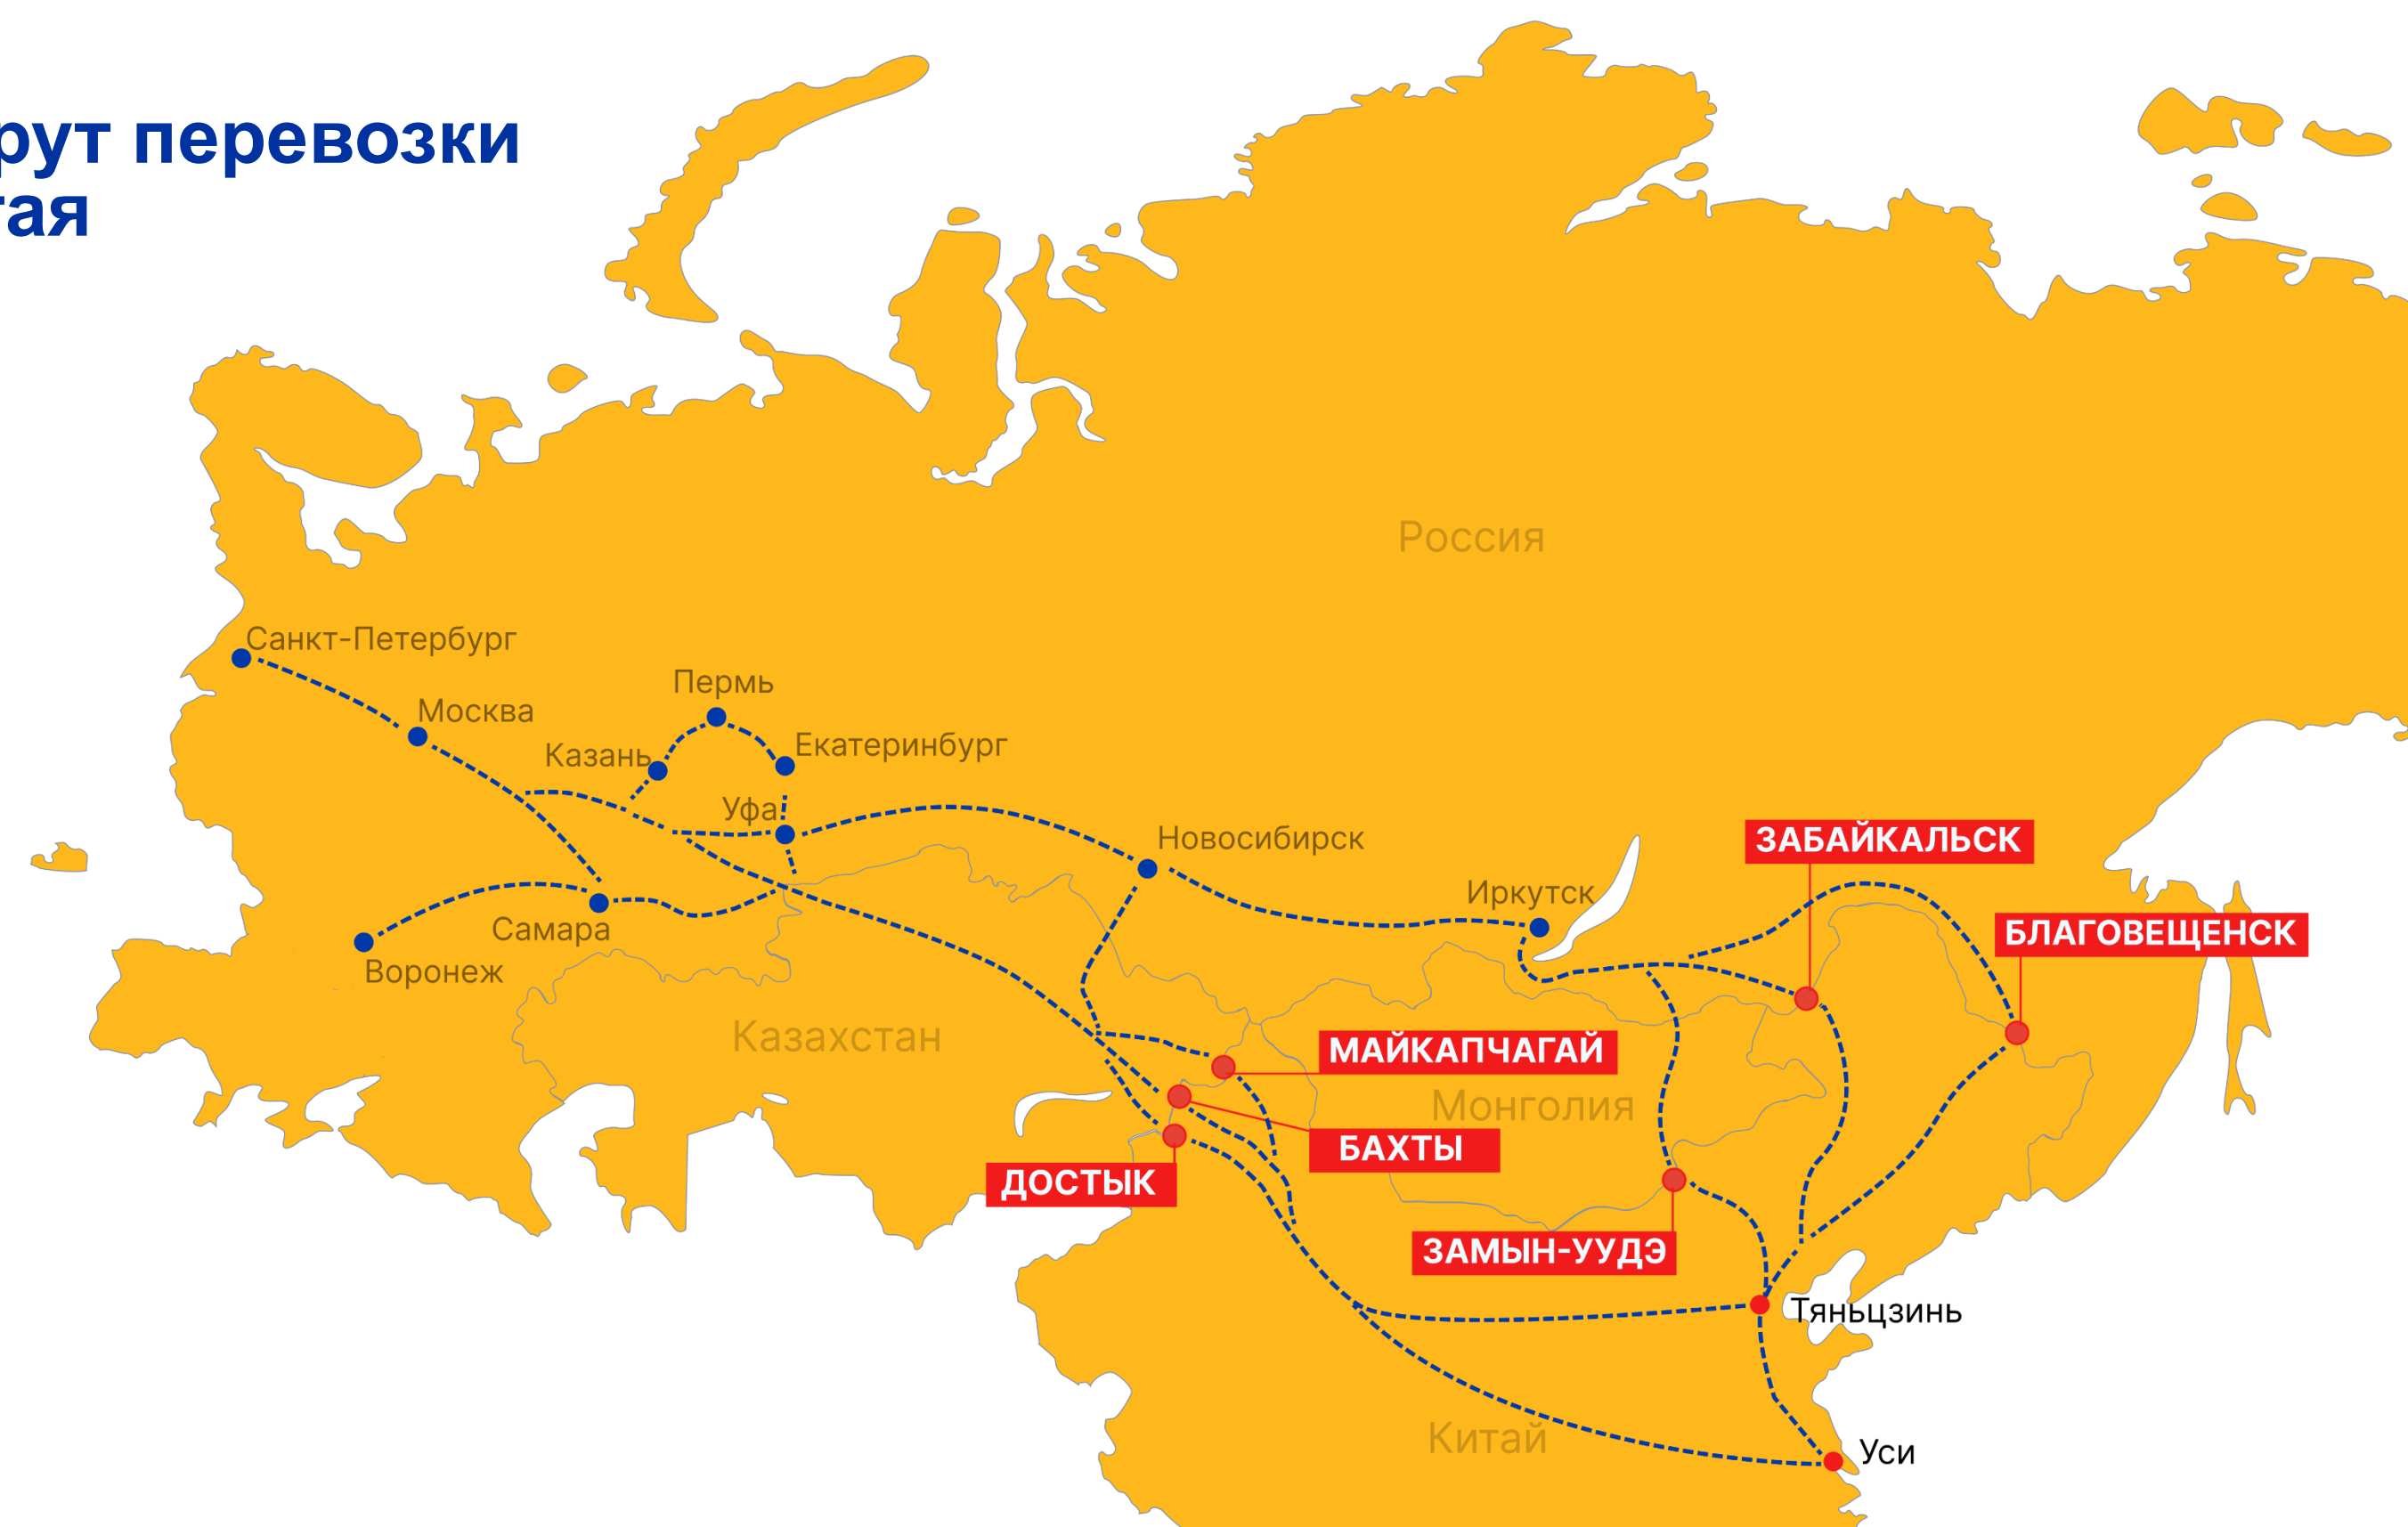 рут перевозки
тая
Россия
Санкт-Петербург
Пермь
Москва
Екатеринбург
Казань
Уфа
Новосибирск
ЗАБАЙКАЛЬСК
Иркутск
БЛАГОВЕЩЕНСК
Самара
Воронеж
Казахстан
МАЙКАПЧАГАЙ
Монголия
БАХТЫ
ДОСТЫК
ЗАМЫН-УУДЭ
Тяньцзинь
Китай
Уси